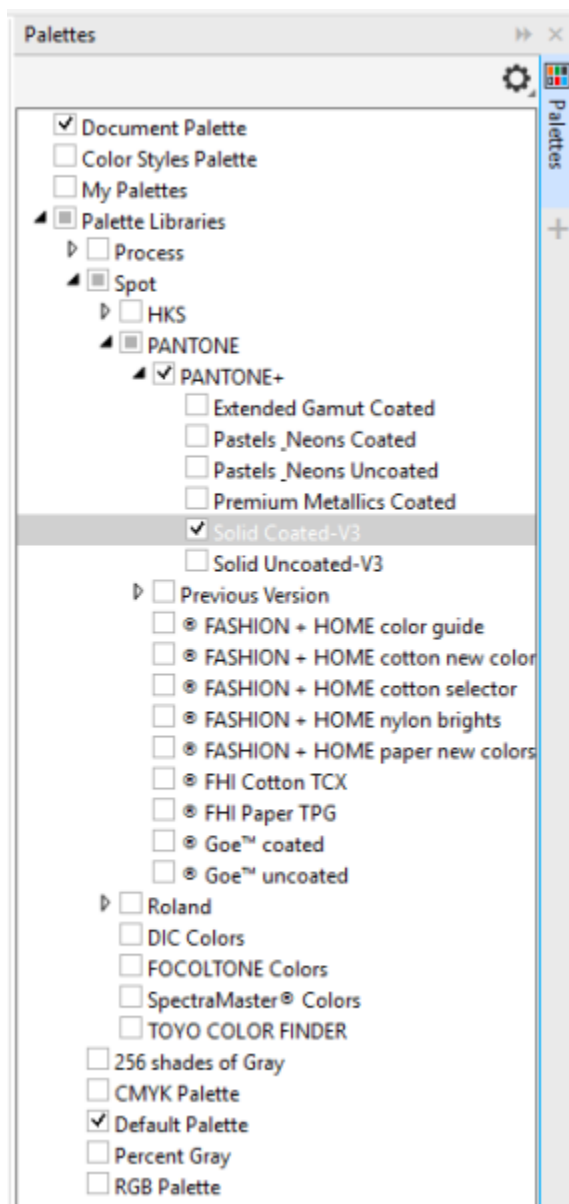 Palettes
Palettes
Document Palette
Color Styles Palette
My Palettes
Palette Libraries
Process
Spot
HKS
PANTONE
PANTONE+
Extended Gamut Coated
Pastels_Neons Coated
Pastels_Neons Uncoated
Premium Metallics Coated
Solid Coated-V3
Solid Uncoated-V3
Previous Version
® FASHION + HOME color guide
® FASHION + HOME cotton new color
® FASHION + HOME cotton selector
® FASHION + HOME nylon brights
® FASHION + HOME paper new colors
® FHI Cotton TCX
® FHI Paper TPG
® Goe™ coated
® Goe™ uncoated
Roland
DIC Colors
FOCOLTONE Colors
SpectraMaster® Colors
TOYO COLOR FINDER
256 shades of Gray
CMYK Palette
Default Palette
Percent Gray
RGB Palette